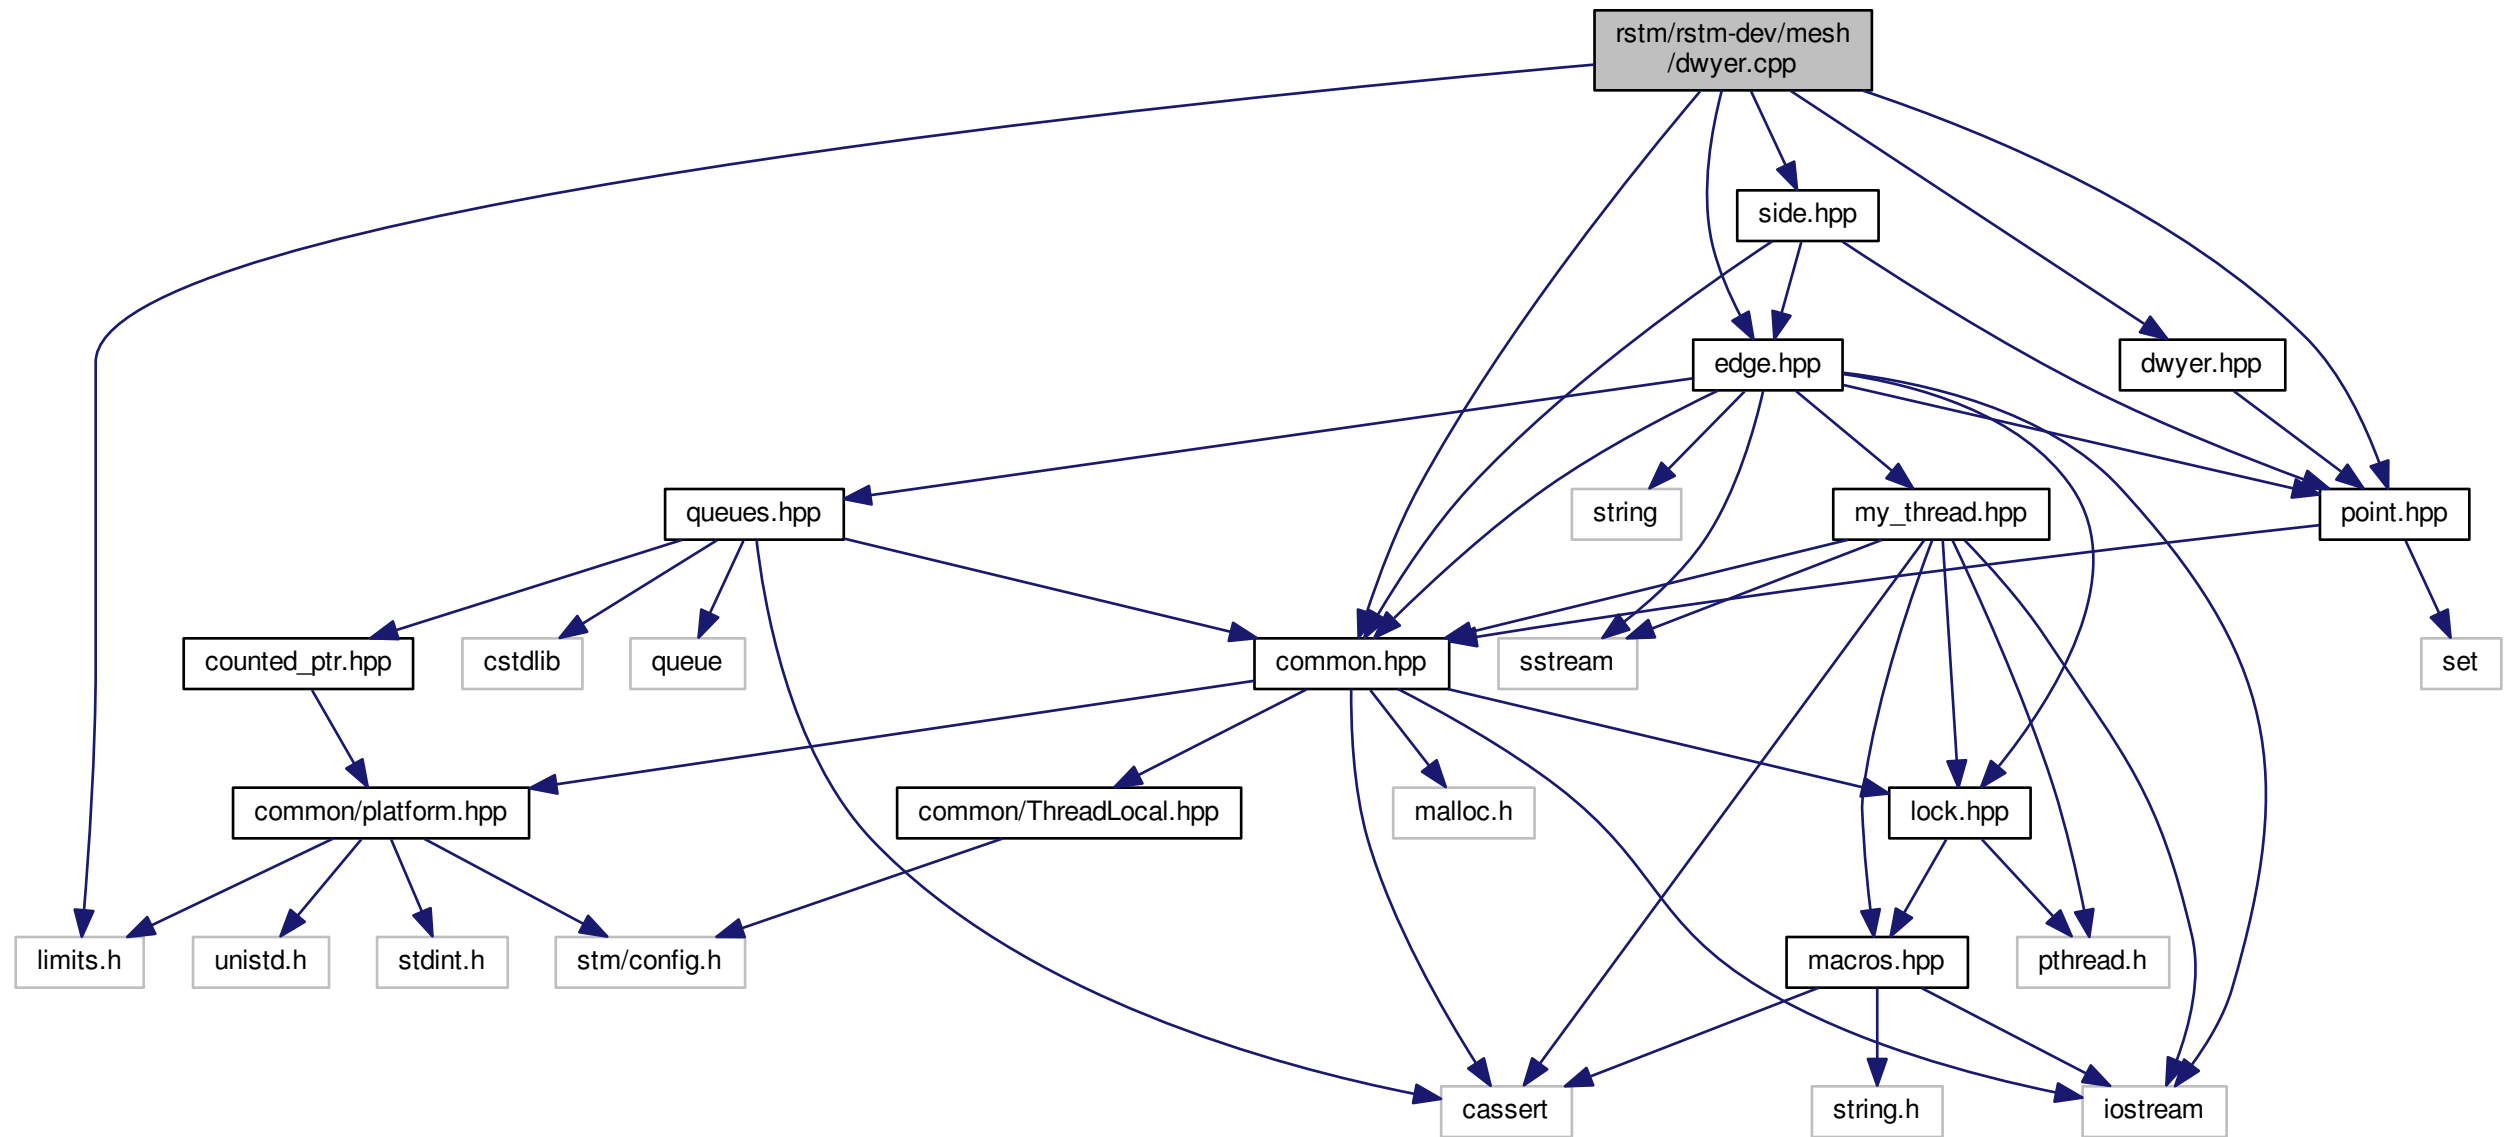 rstm/rstm-dev/mesh
/dwyer.cpp
side.hpp
edge.hpp
dwyer.hpp
queues.hpp
string
my_thread.hpp
point.hpp
counted_ptr.hpp
cstdlib
queue
common.hpp
sstream
set
common/platform.hpp
common/ThreadLocal.hpp
malloc.h
lock.hpp
limits.h
unistd.h
stdint.h
stm/config.h
macros.hpp
pthread.h
cassert
string.h
iostream